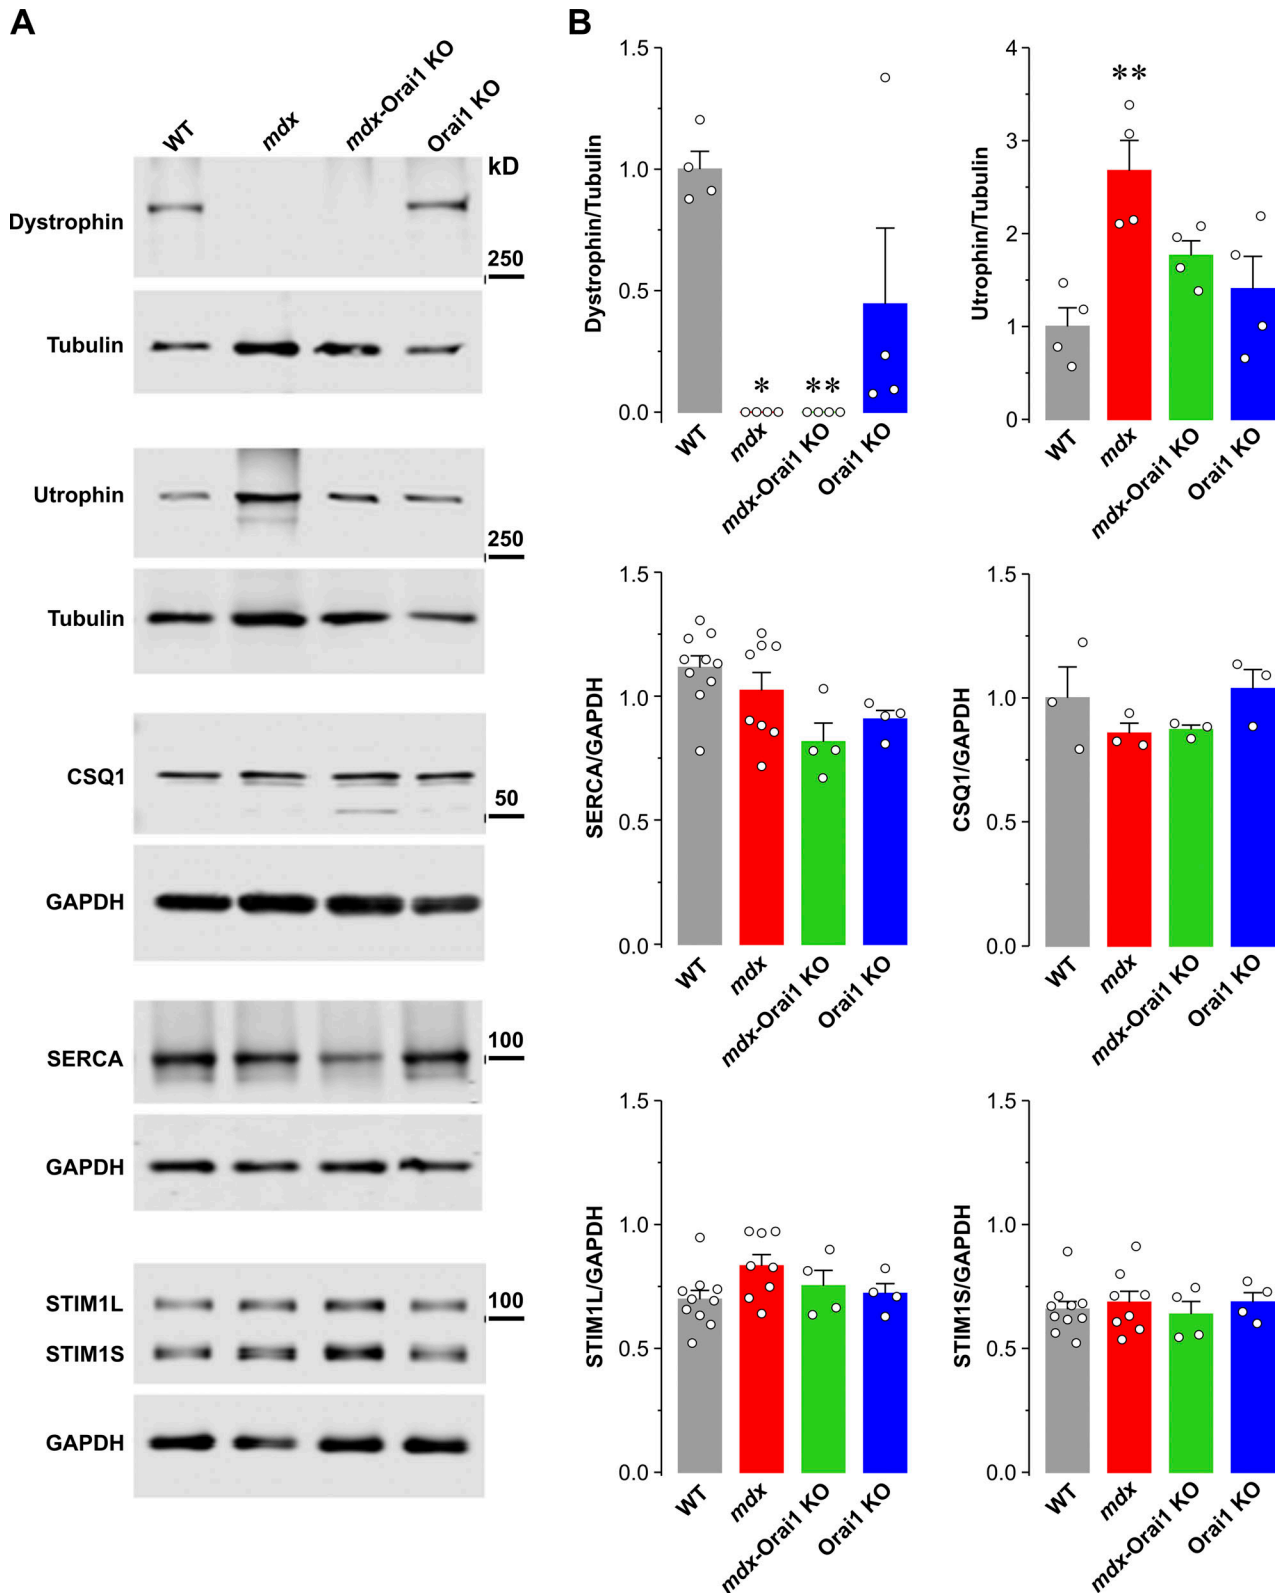 A
WT
mdx
mdx-Orai1 KO
Orai1 KO
kD
Dystrophin
250
Tubulin
Utrophin
250
Tubulin
CSQ1
50
GAPDH
SERCA
100
GAPDH
STIM1L
100
STIM1S
GAPDH
B
Dystrophin/Tubulin
1.5
1.0
0.5
0.0
*
**
WT
mdx
mdx-Orai1 KO
Orai1 KO
Utrophin/Tubulin
4
3
2
1
0
**
WT
mdx
mdx-Orai1 KO
Orai1 KO
SERCA/GAPDH
1.5
1.0
0.5
0.0
WT
mdx
mdx-Orai1 KO
Orai1 KO
CSQ1/GAPDH
1.5
1.0
0.5
0.0
WT
mdx
mdx-Orai1 KO
Orai1 KO
STIM1L/GAPDH
1.5
1.0
0.5
0.0
WT
mdx
mdx-Orai1 KO
Orai1 KO
STIM1S/GAPDH
1.5
1.0
0.5
0.0
WT
mdx
mdx-Orai1 KO
Orai1 KO